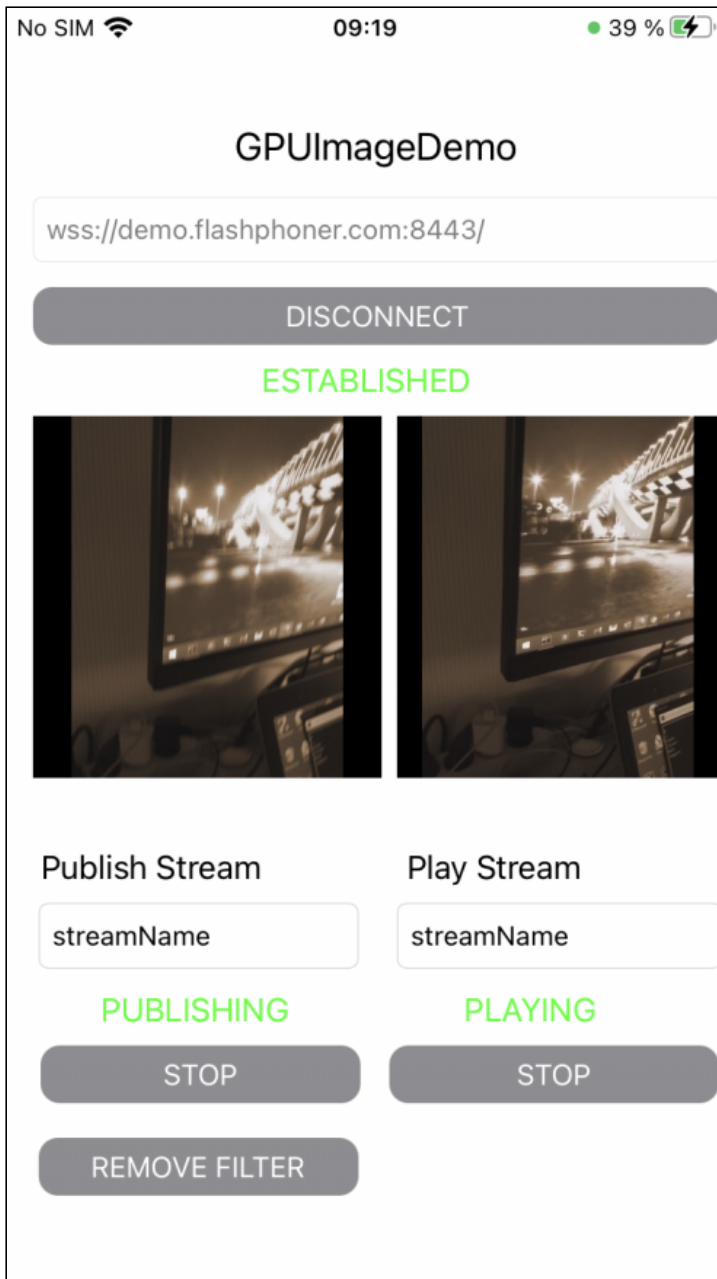 No SIM 09:19 39 %
GPUImageDemo
wss://demo.flashphoner.com:8443/
DISCONNECT
ESTABLISHED
Publish Stream Play Stream
streamName streamName
PUBLISHING PLAYING
STOP STOP
REMOVE FILTER